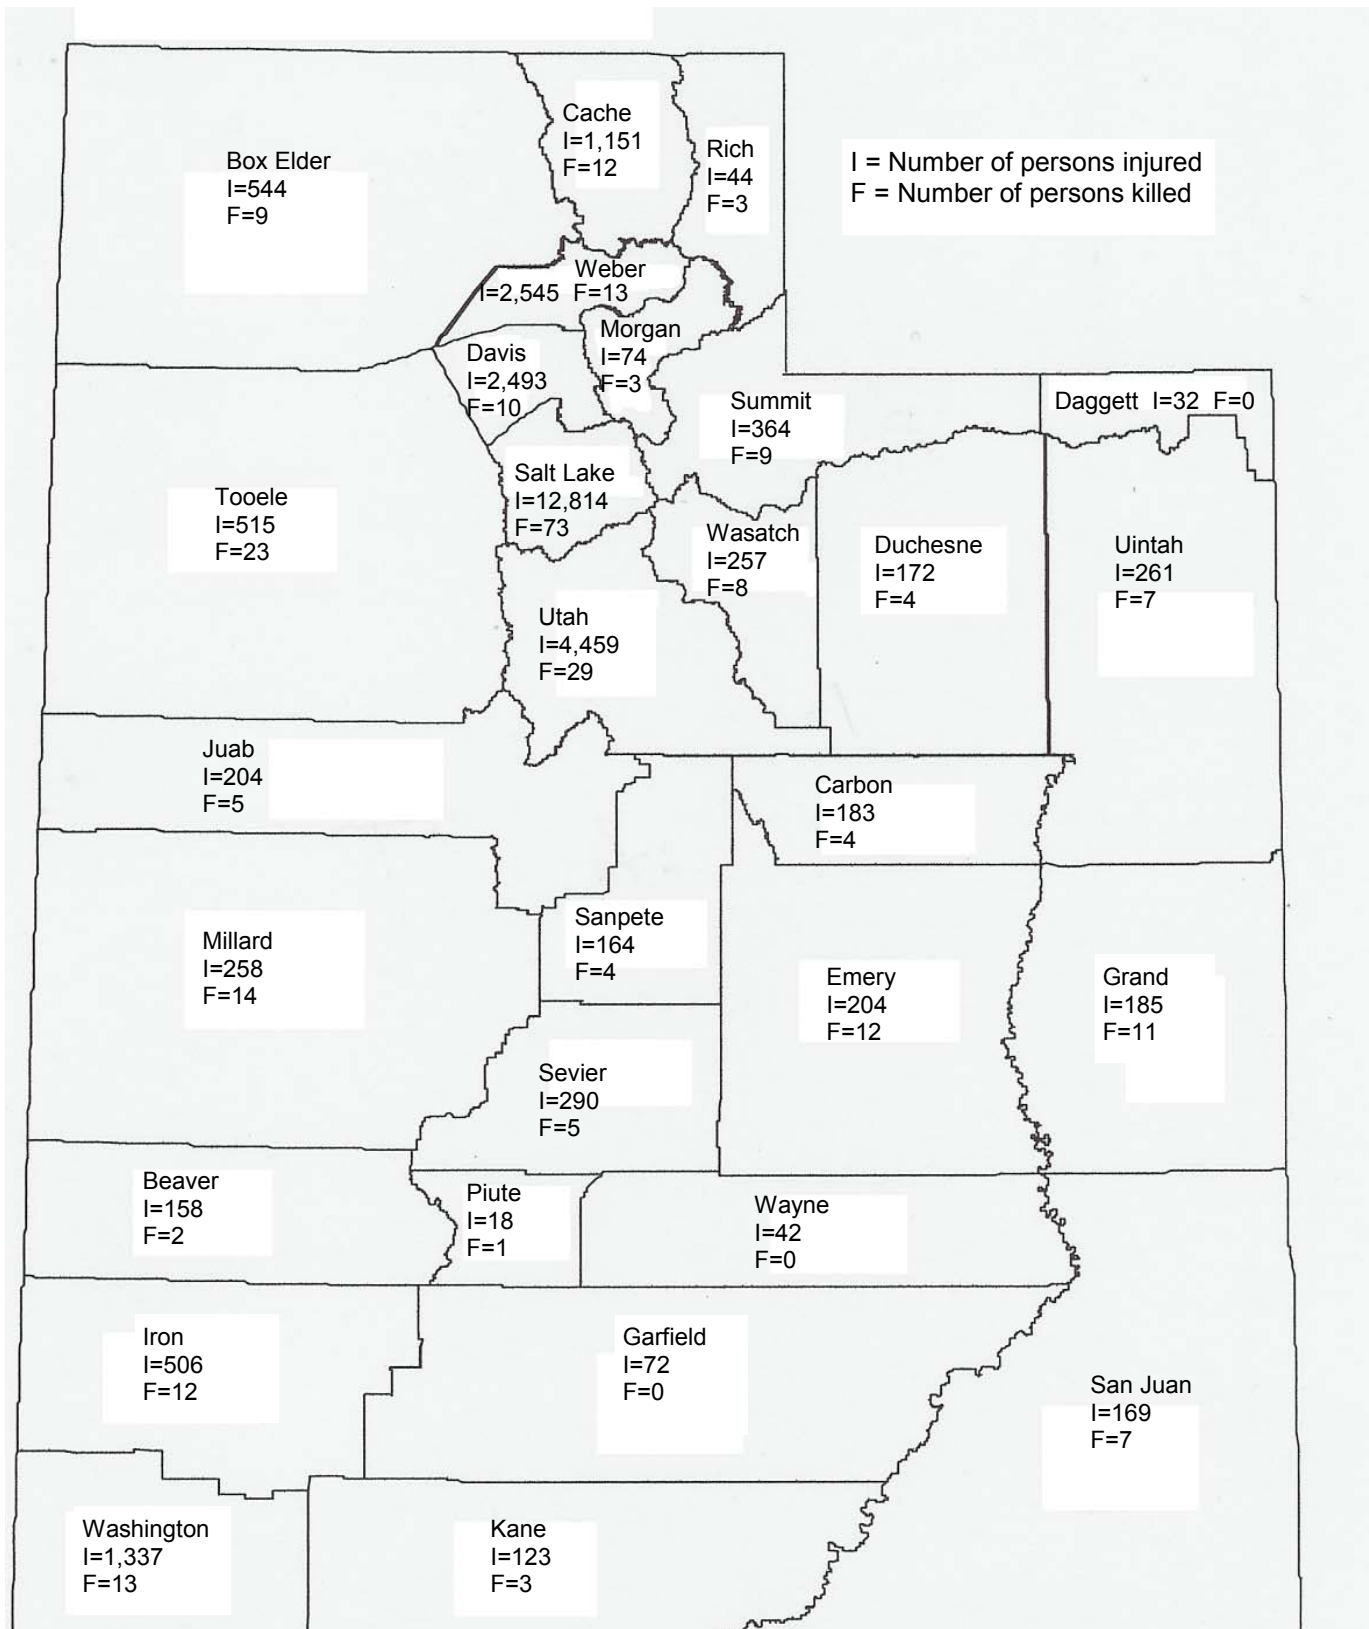 Cache
I=1,151
F=12
Rich
I=44
F=3
I = Number of persons injured
F = Number of persons killed
Box Elder
I=544
F=9
Weber
I=2,545 F=13
Morgan
I=74
F=3
Davis
I=2,493
F=10
Summit
I=364
F=9
Daggett I=32 F=0
Salt Lake
I=12,814
F=73
Tooele
I=515
F=23
Wasatch
I=257
F=8
Duchesne
I=172
F=4
Uintah
I=261
F=7
Utah
I=4,459
F=29
Juab
I=204
F=5
Carbon
I=183
F=4
Sanpete
I=164
F=4
Millard
I=258
F=14
Emery
I=204
F=12
Grand
I=185
F=11
Sevier
I=290
F=5
Beaver
I=158
F=2
Piute
I=18
F=1
Wayne
I=42
F=0
Iron
I=506
F=12
Garfield
I=72
F=0
San Juan
I=169
F=7
Washington
I=1,337
F=13
Kane
I=123
F=3